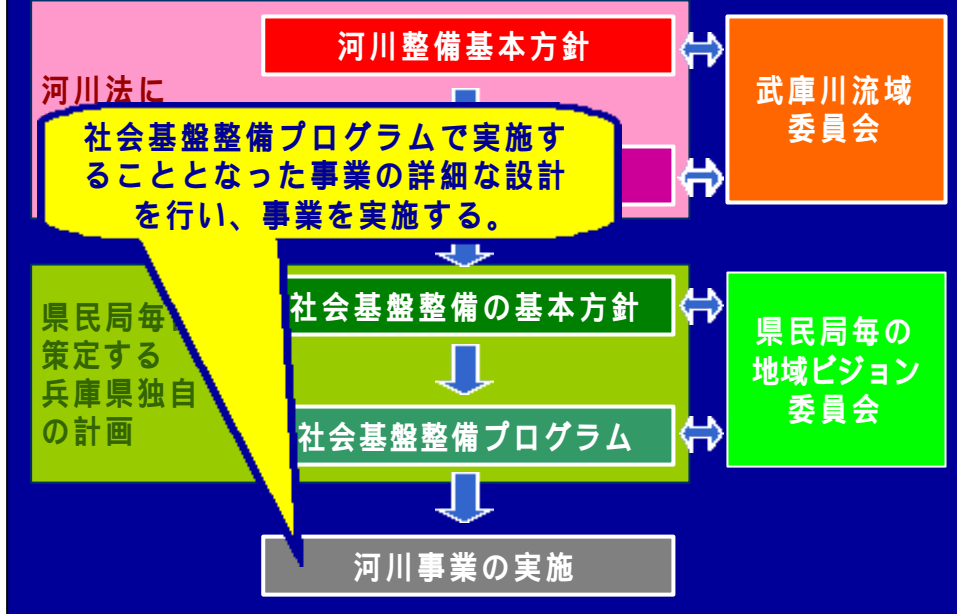 河川整備基本方針
武庫川流域
委員会
河川法に
社会基盤整備プログラムで実施す
ることとなった事業の詳細な設計
を行い、事業を実施する。
社会基盤整備の基本方針
県民局毎
策定する
兵庫県独自
の計画
県民局毎の
地域ビジョン
委員会
社会基盤整備プログラム
河川事業の実施